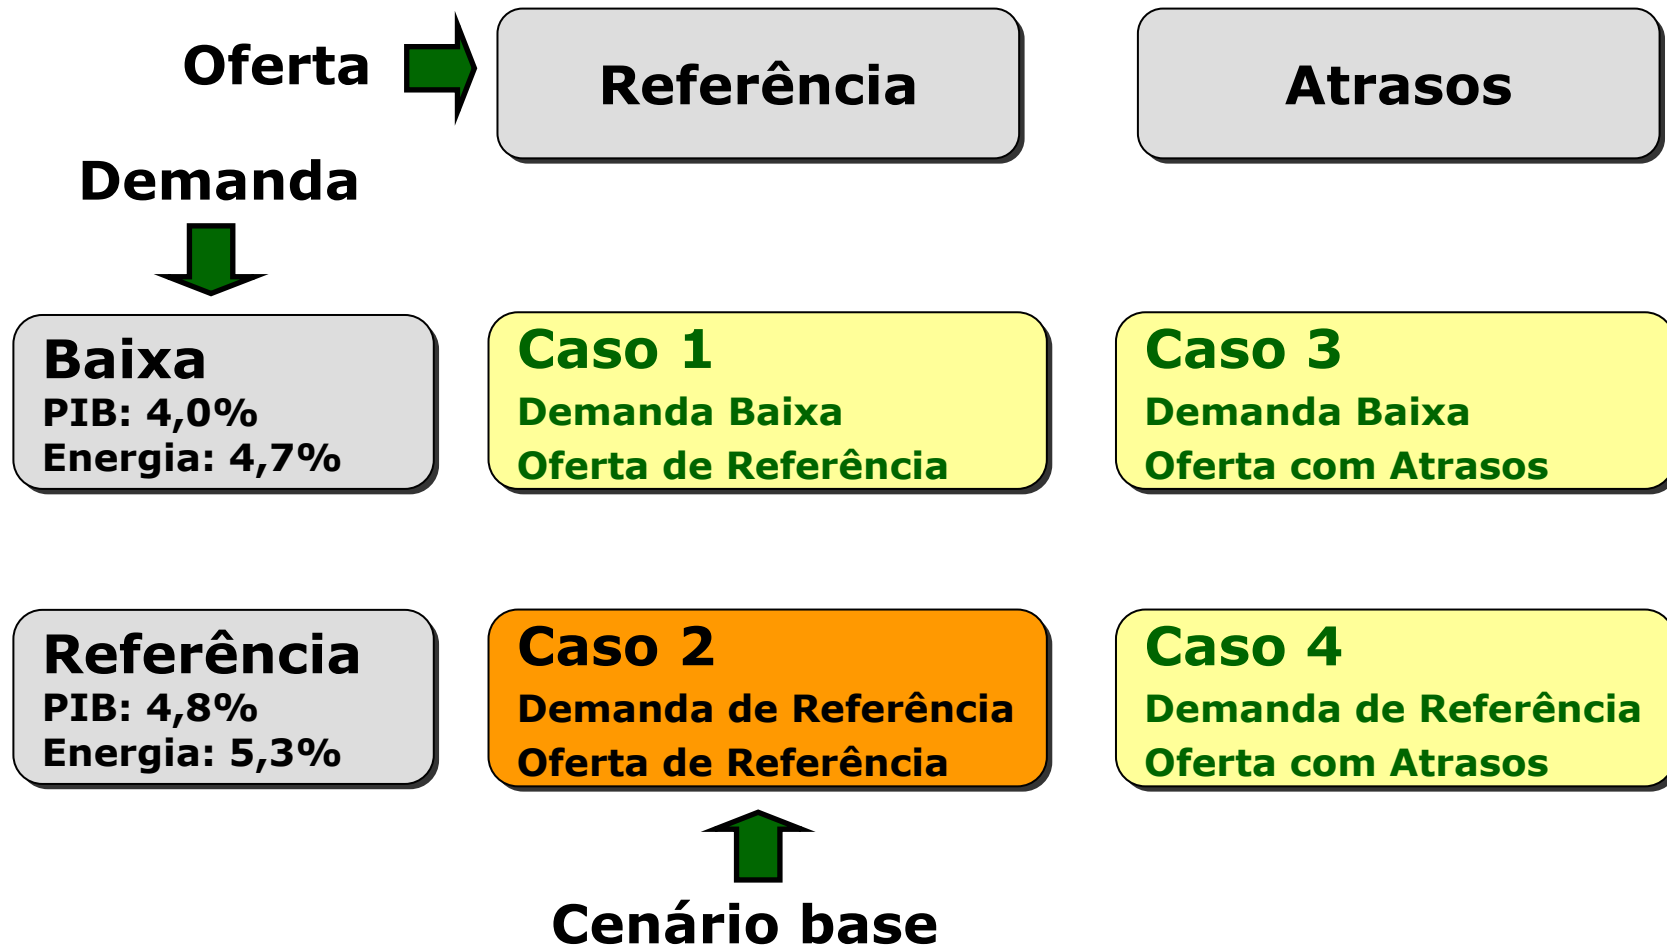 Oferta
Referência
Atrasos
Demanda
Baixa
PIB: 4,0%
Energia: 4,7%
Caso 1
Demanda Baixa
Oferta de Referência
Caso 3
Demanda Baixa
Oferta com Atrasos
Referência
PIB: 4,8%
Energia: 5,3%
Caso 2
Demanda de Referência
Oferta de Referência
Caso 4
Demanda de Referência
Oferta com Atrasos
Cenário base